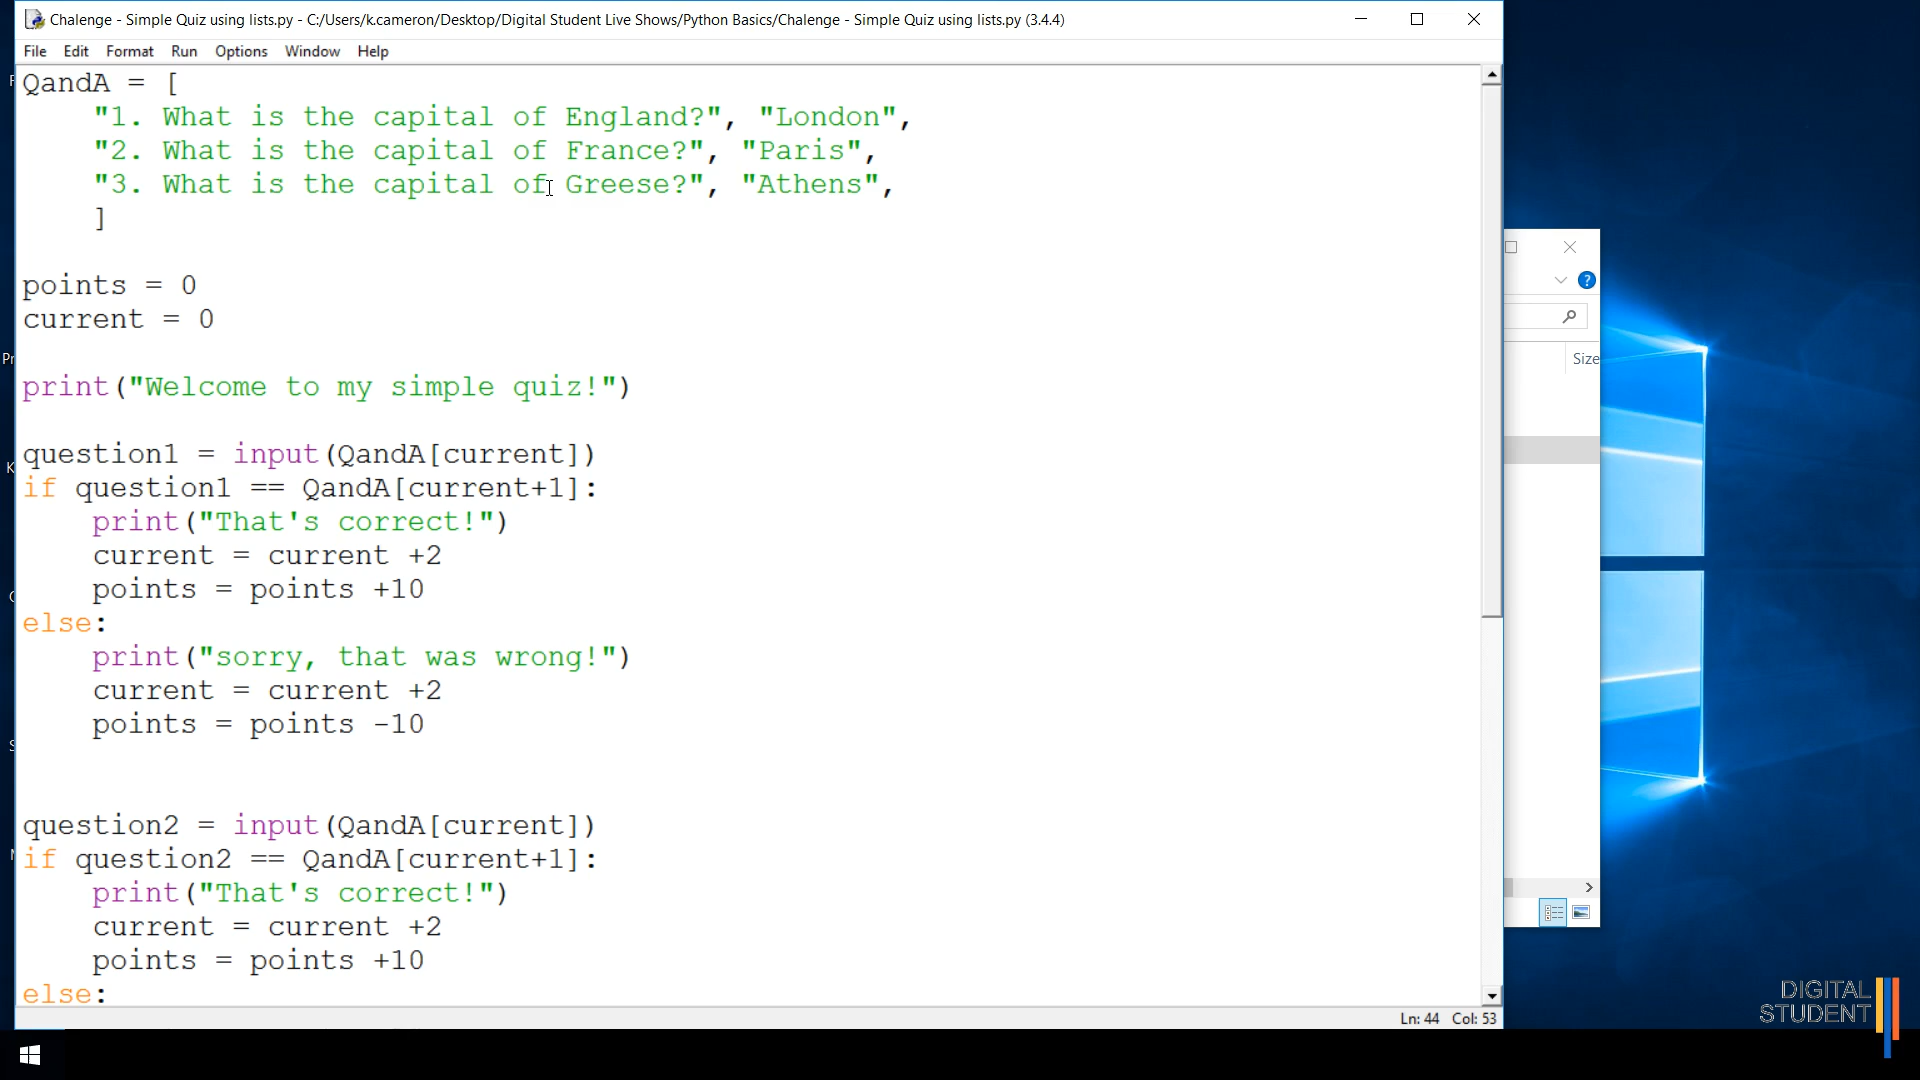 Chalenge - Simple Quiz using lists.py - C:/Users/k.cameron/Desktop/Digital Student Live Shows/Python Basics/Chalenge - Simple Quiz using lists.py (3.4.4)
File Edit Format Run Options Window Help
QandA = [
    "1. What is the capital of England?", "London",
    "2. What is the capital of France?", "Paris",
    "3. What is the capital of Greese?", "Athens",
    ]
points = 0
current = 0
print("Welcome to my simple quiz!")
question1 = input(QandA[current])
if question1 == QandA[current+1]:
    print("That's correct!")
    current = current +2
    points = points +10
else:
    print("sorry, that was wrong!")
    current = current +2
    points = points -10
question2 = input(QandA[current])
if question2 == QandA[current+1]:
    print("That's correct!")
    current = current +2
    points = points +10
else:
Ln: 44 Col: 53
Size
DIGITAL
STUDENT